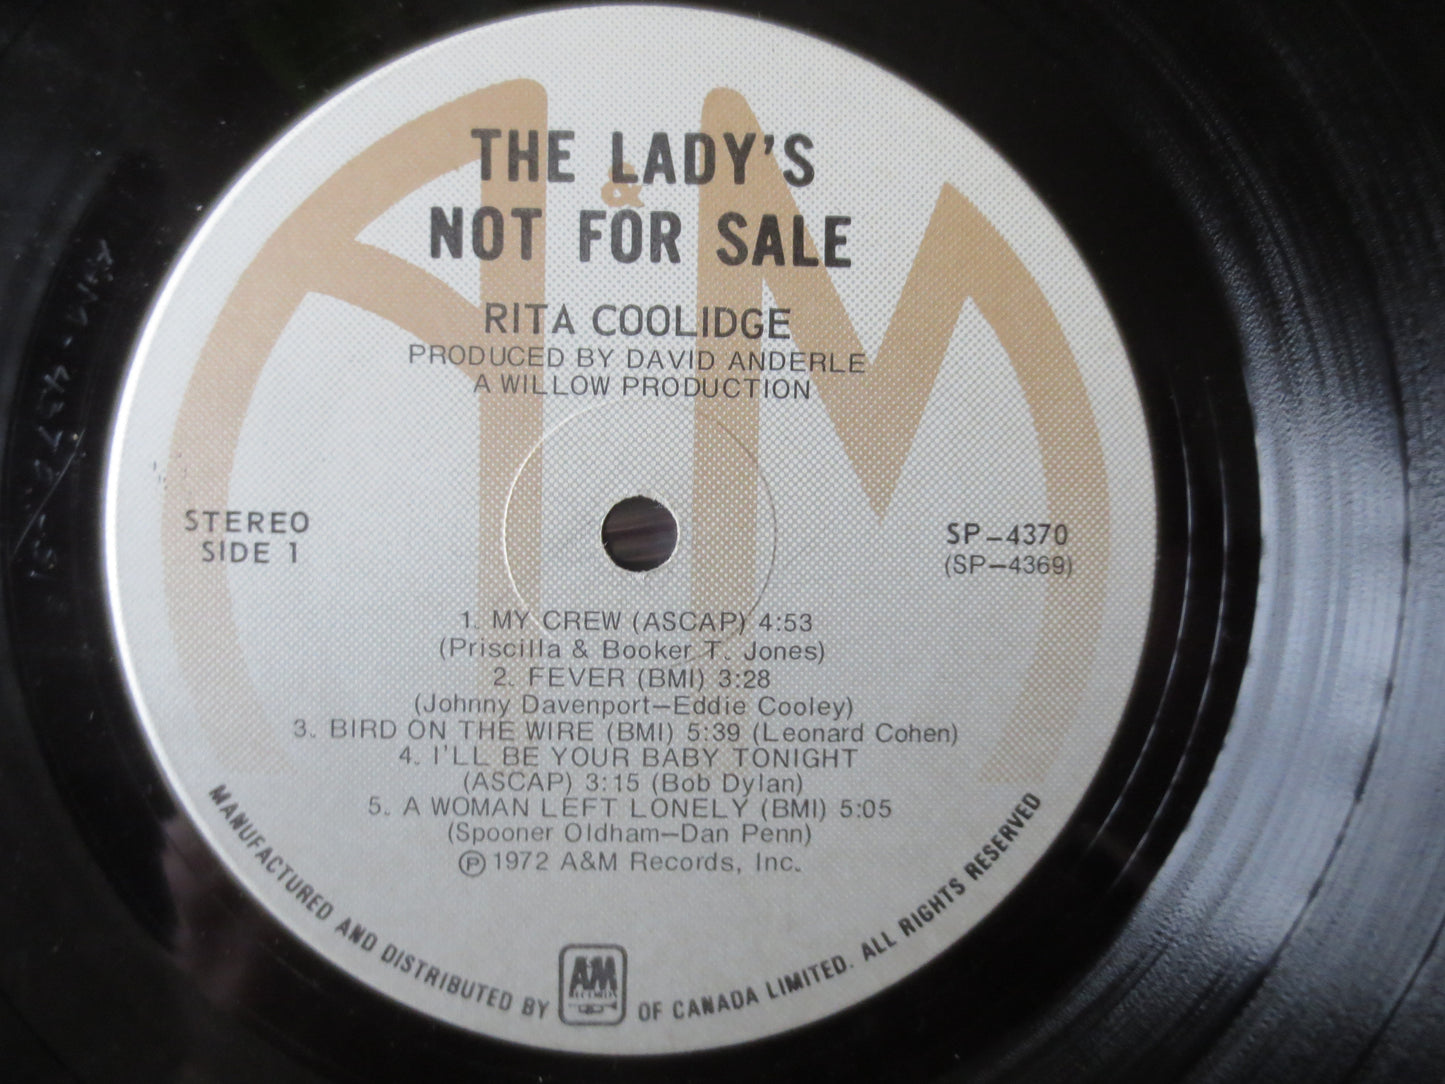 THE LADY'S
&
NOT FOR SALE
RITA COOLIDGE
PRODUCED BY DAVID ANDERLE
A WILLOW PRODUCTION
STEREO
SIDE 1
SP-4370
(SP-4369)
1. MY CREW (ASCAP) 4:53
(Priscilla & Booker T. Jones)
2. FEVER (BMI) 3:28
(Johnny Davenport-Eddie Cooley)
3. BIRD ON THE WIRE (BMI) 5:39 (Leonard Cohen)
4. I'LL BE YOUR BABY TONIGHT
(ASCAP) 3:15 (Bob Dylan)
5. A WOMAN LEFT LONELY (BMI) 5:05
(Spooner Oldham-Dan Penn)
Ⓟ 1972 A&M Records, Inc.
MANUFACTURED AND DISTRIBUTED BY A&M RECORDS OF CANADA LIMITED. ALL RIGHTS RESERVED